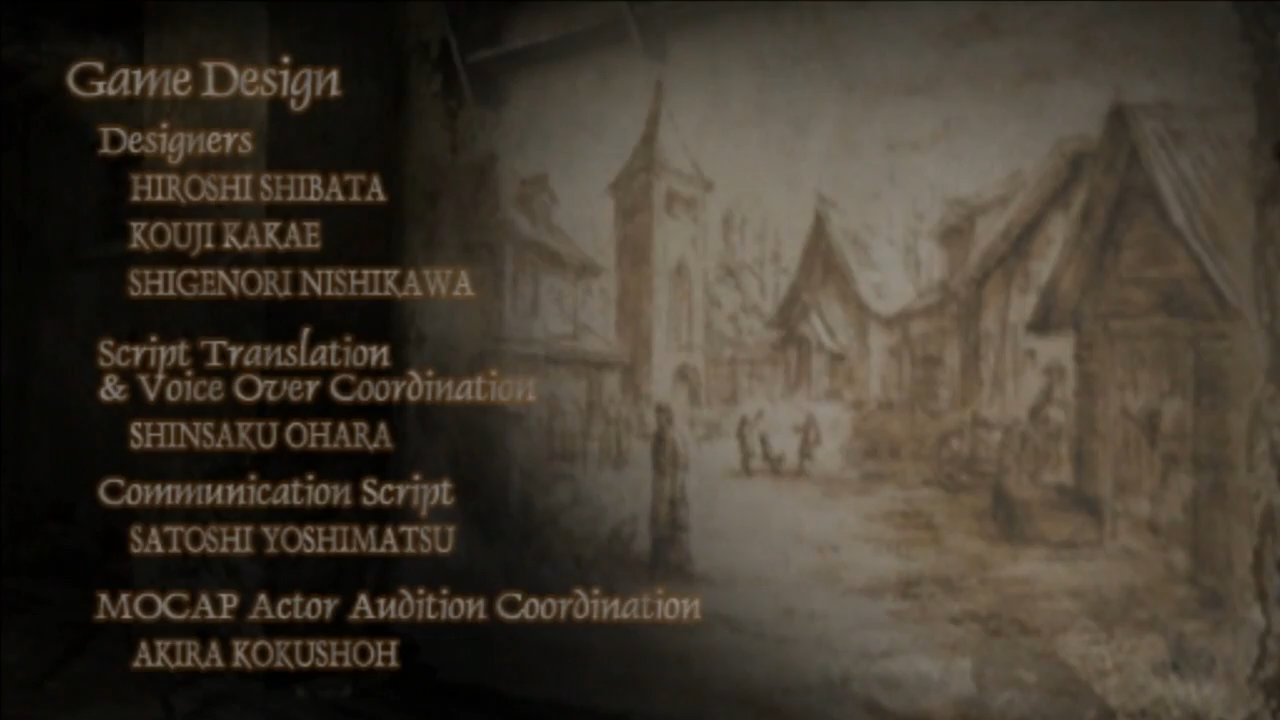 Game Design
Designers
HIROSHI SHIBATA
KOUJI KAKAE
SHIGENORI NISHIKAWA
Script Translation
& Voice Over Coordination
SHINSAKU OHARA
Communication Script
SATOSHI YOSHIMATSU
MOCAP Actor Audition Coordination
AKIRA KOKUSHOH